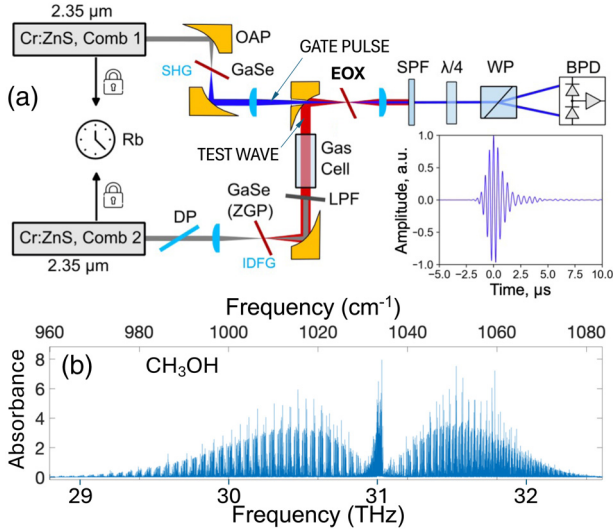 2.35 µm
Cr:ZnS, Comb 1
OAP
SHG
GaSe
GATE PULSE
EOX
SPF
λ/4
WP
BPD
(a)
Rb
TEST WAVE
Gas
Cell
GaSe
(ZGP)
LPF
DP
Cr:ZnS, Comb 2
2.35 µm
IDFG
Amplitude, a.u.
1.0
0.5
0.0
-0.5
-1.0
-5.0 -2.5 0.0 2.5 5.0 7.5 10.0
Time, µs
Frequency (cm-1)
960 980 1000 1020 1040 1060 1080
(b)
CH3OH
Absorbance
8
6
4
2
0
29 30 31 32
Frequency (THz)